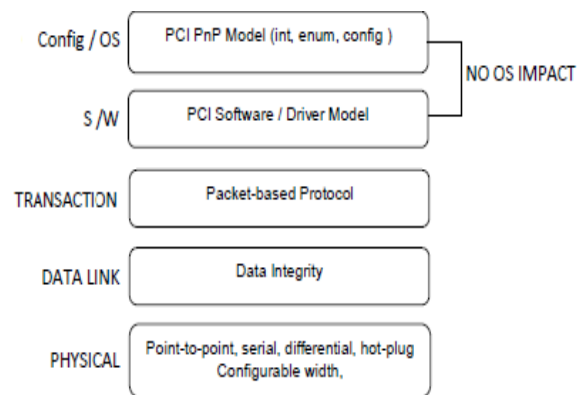 Config / OS
PCI PnP Model (int, enum, config )
NO OS IMPACT
S /W
PCI Software / Driver Model
TRANSACTION
Packet-based Protocol
DATA LINK
Data Integrity
PHYSICAL
Point-to-point, serial, differential, hot-plug
Configurable width,